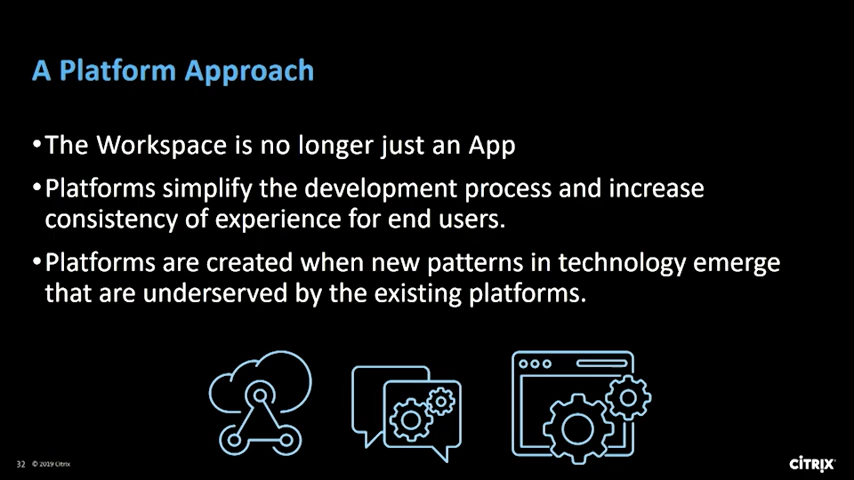 A Platform Approach
•The Workspace is no longer just an App
•Platforms simplify the development process and increase
consistency of experience for end users.
•Platforms are created when new patterns in technology emerge
that are underserved by the existing platforms.
32 © 2019 Citrix
CİTRIX